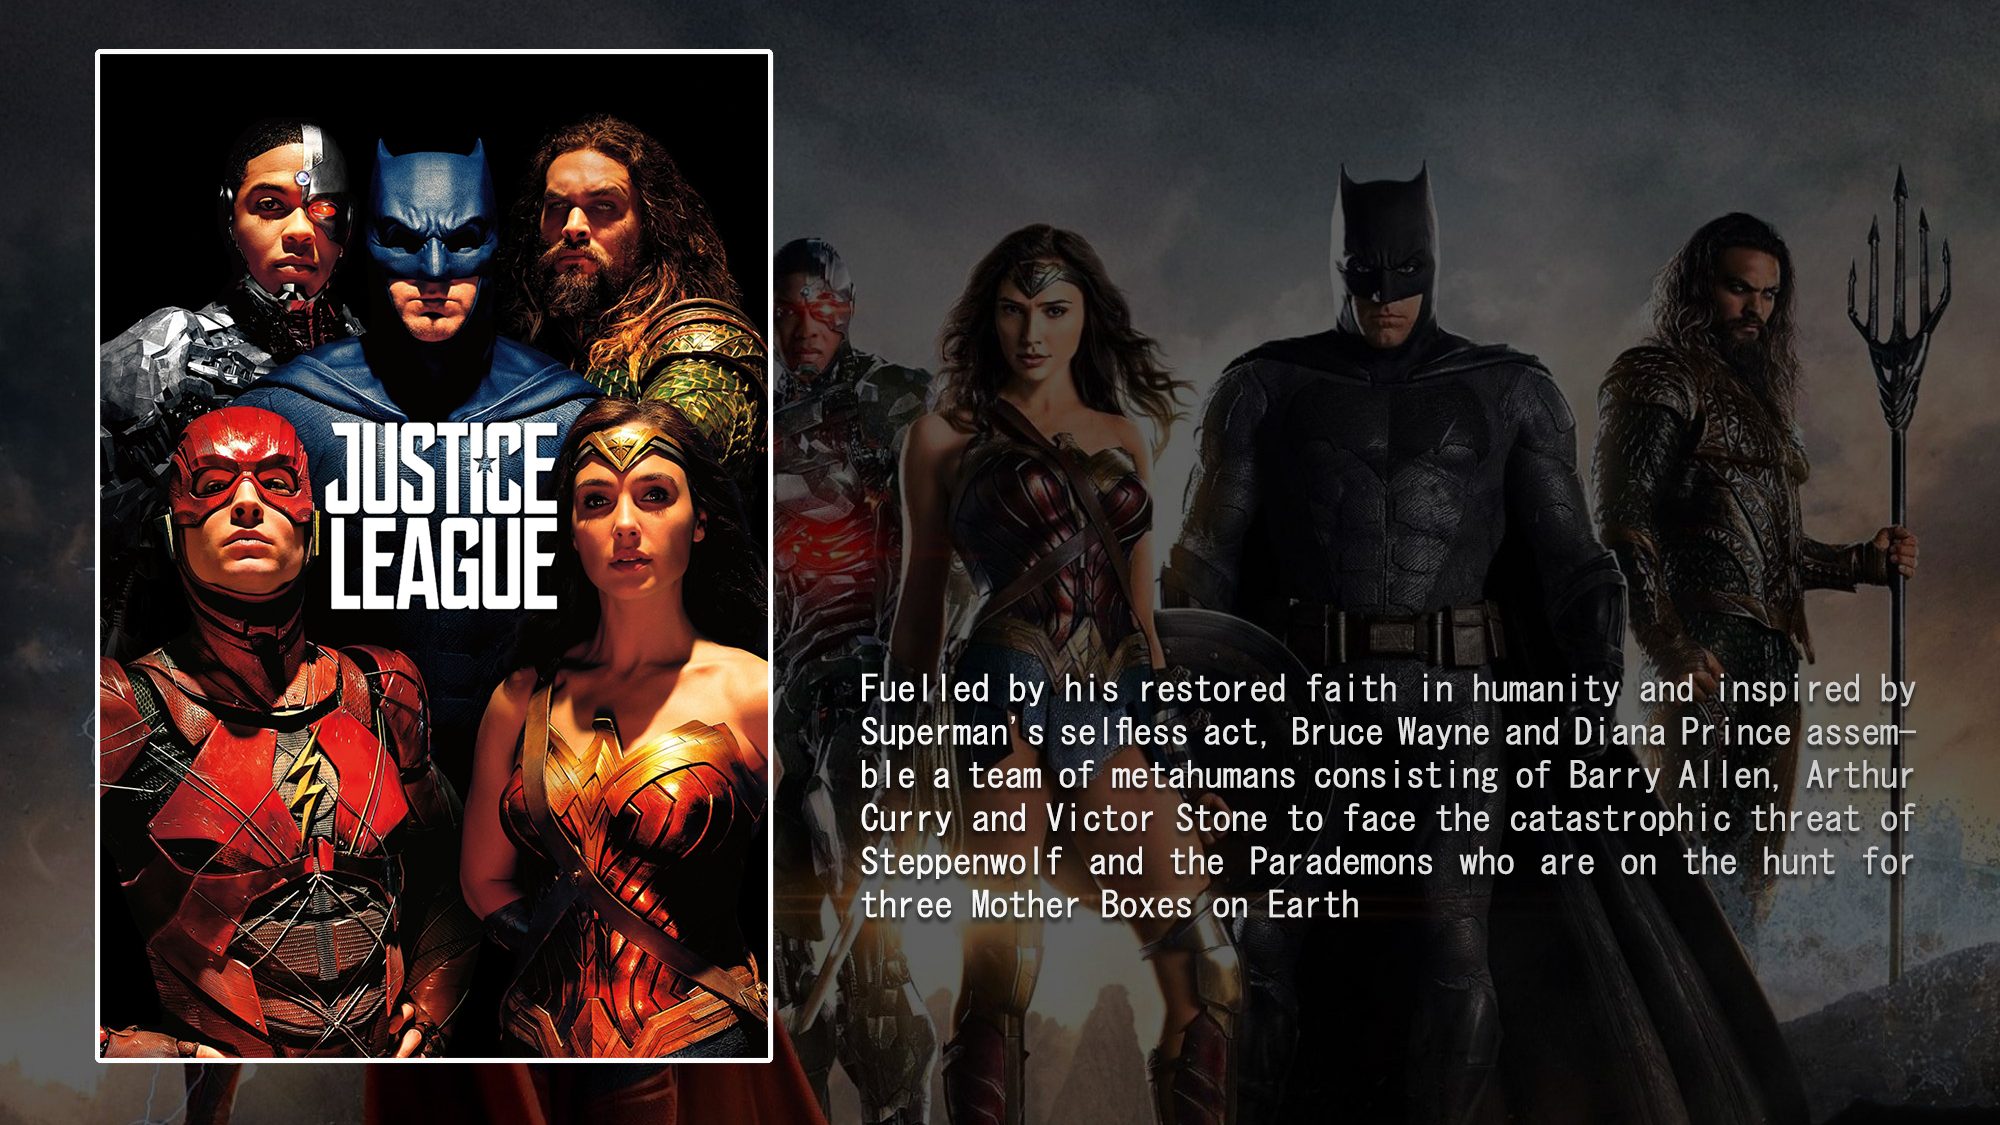 JUSTICE
LEAGUE
Fuelled by his restored faith in humanity and inspired by
Superman's selfless act, Bruce Wayne and Diana Prince assem-
ble a team of metahumans consisting of Barry Allen, Arthur
Curry and Victor Stone to face the catastrophic threat of
Steppenwolf and the Parademons who are on the hunt for
three Mother Boxes on Earth